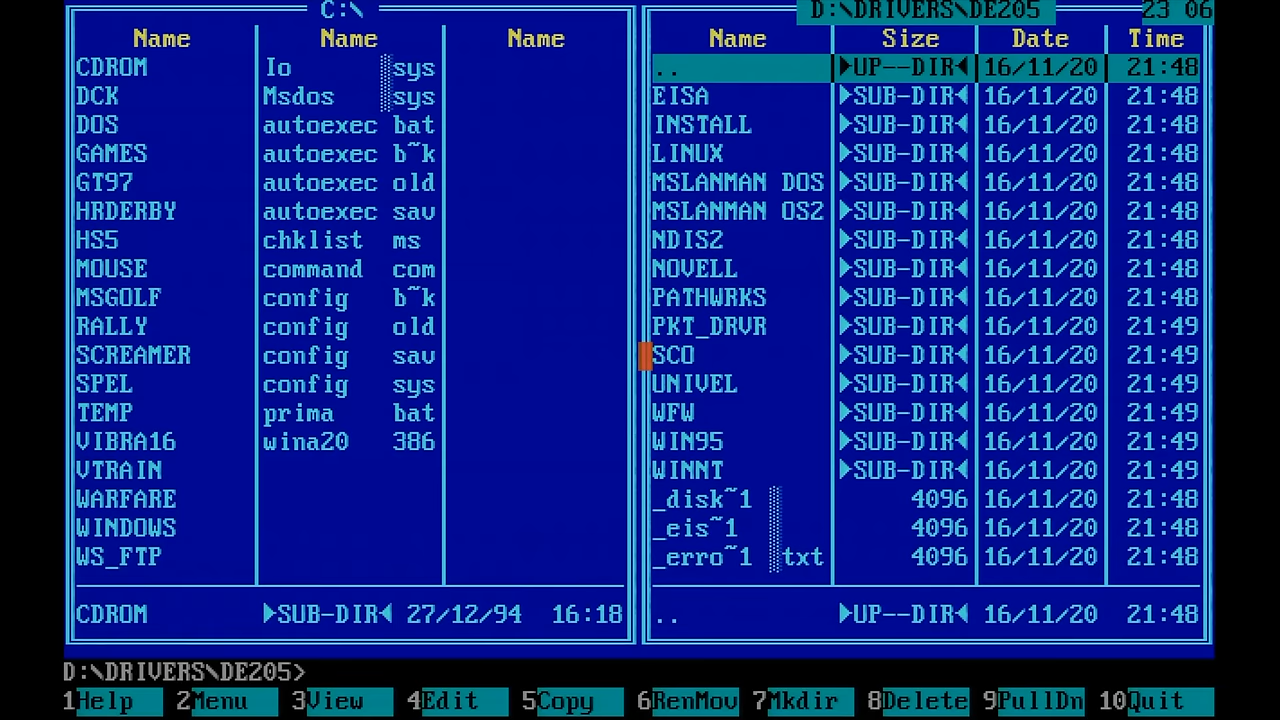 C:\ D:\DRIVERS\DE205 23 06
Name Name Name Name Size Date Time
CDROM Io ░sys .. ►UP--DIR◄ 16/11/20 21:48
DCK Msdos ░sys EISA ►SUB-DIR◄ 16/11/20 21:48
DOS autoexec bat INSTALL ►SUB-DIR◄ 16/11/20 21:48
GAMES autoexec b~k LINUX ►SUB-DIR◄ 16/11/20 21:48
GT97 autoexec old MSLANMAN DOS ►SUB-DIR◄ 16/11/20 21:48
HRDERBY autoexec sav MSLANMAN OS2 ►SUB-DIR◄ 16/11/20 21:48
HS5 chklist ms NDIS2 ►SUB-DIR◄ 16/11/20 21:48
MOUSE command com NOVELL ►SUB-DIR◄ 16/11/20 21:48
MSGOLF config b~k PATHWRKS ►SUB-DIR◄ 16/11/20 21:48
RALLY config old PKT_DRVR ►SUB-DIR◄ 16/11/20 21:49
SCREAMER config sav SCO ►SUB-DIR◄ 16/11/20 21:49
SPEL config sys UNIVEL ►SUB-DIR◄ 16/11/20 21:49
TEMP prima bat WFW ►SUB-DIR◄ 16/11/20 21:49
VIBRA16 wina20 386 WIN95 ►SUB-DIR◄ 16/11/20 21:49
VTRAIN WINNT ►SUB-DIR◄ 16/11/20 21:49
WARFARE _disk~1 ░ 4096 16/11/20 21:48
WINDOWS _eis~1 ░ 4096 16/11/20 21:48
WS_FTP _erro~1 ░txt 4096 16/11/20 21:48
CDROM ►SUB-DIR◄ 27/12/94 16:18 .. ►UP--DIR◄ 16/11/20 21:48
D:\DRIVERS\DE205>
1Help 2Menu 3View 4Edit 5Copy 6RenMov 7Mkdir 8Delete 9PullDn 10Quit